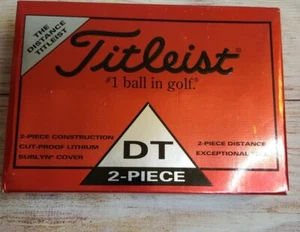 THE
DISTANCE
TITLEIST
Titleist
#1 ball in golf.
2-PIECE CONSTRUCTION
CUT-PROOF LITHIUM
SURLYN® COVER
DT
2-PIECE
2-PIECE DISTANCE
EXCEPTIONAL